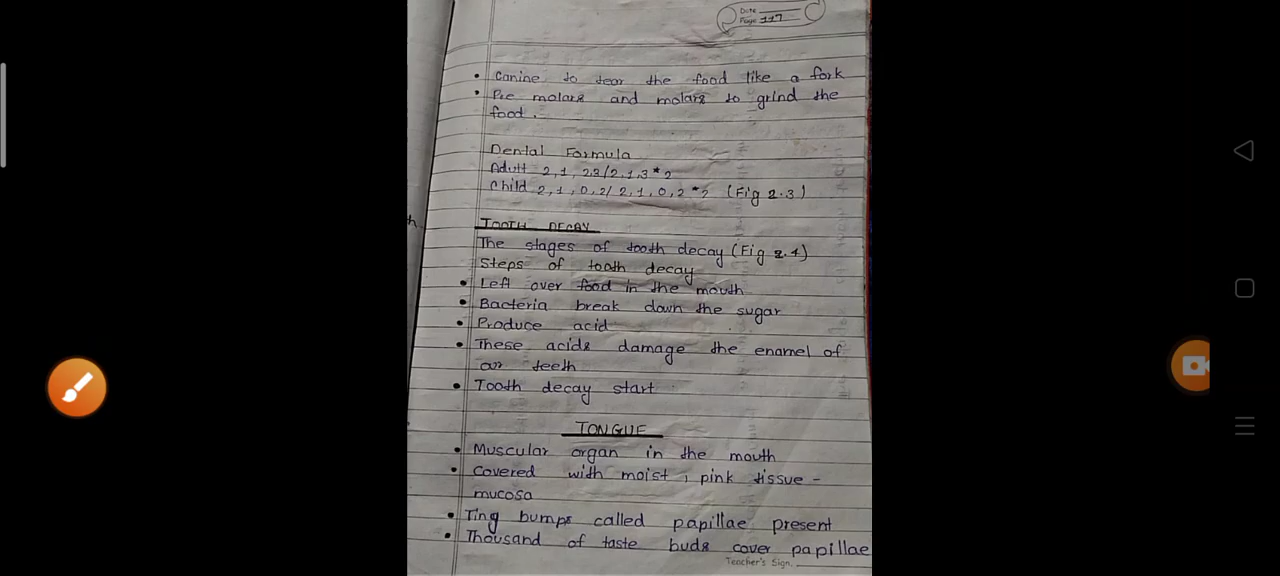 Date
Page 117
• Canine to tear the food like a fork
• Pre molars and molars to grind the
food.
Dental Formula
Adult 2,1, 23/2,1,3*2
Child 2,1,0,2/2,1,0,2*2 (Fig 2.3)
TOOTH DECAY
The stages of tooth decay (Fig 2.4)
Steps of tooth decay
• Left over food in the mouth
• Bacteria break down the sugar
• Produce acid
• These acids damage the enamel of
our teeth
• Tooth decay start
TONGUE
• Muscular organ in the mouth
• Covered with moist, pink tissue -
mucosa
• Ting bumps called papillae present
• Thousand of taste buds cover papillae
Teacher's Sign.